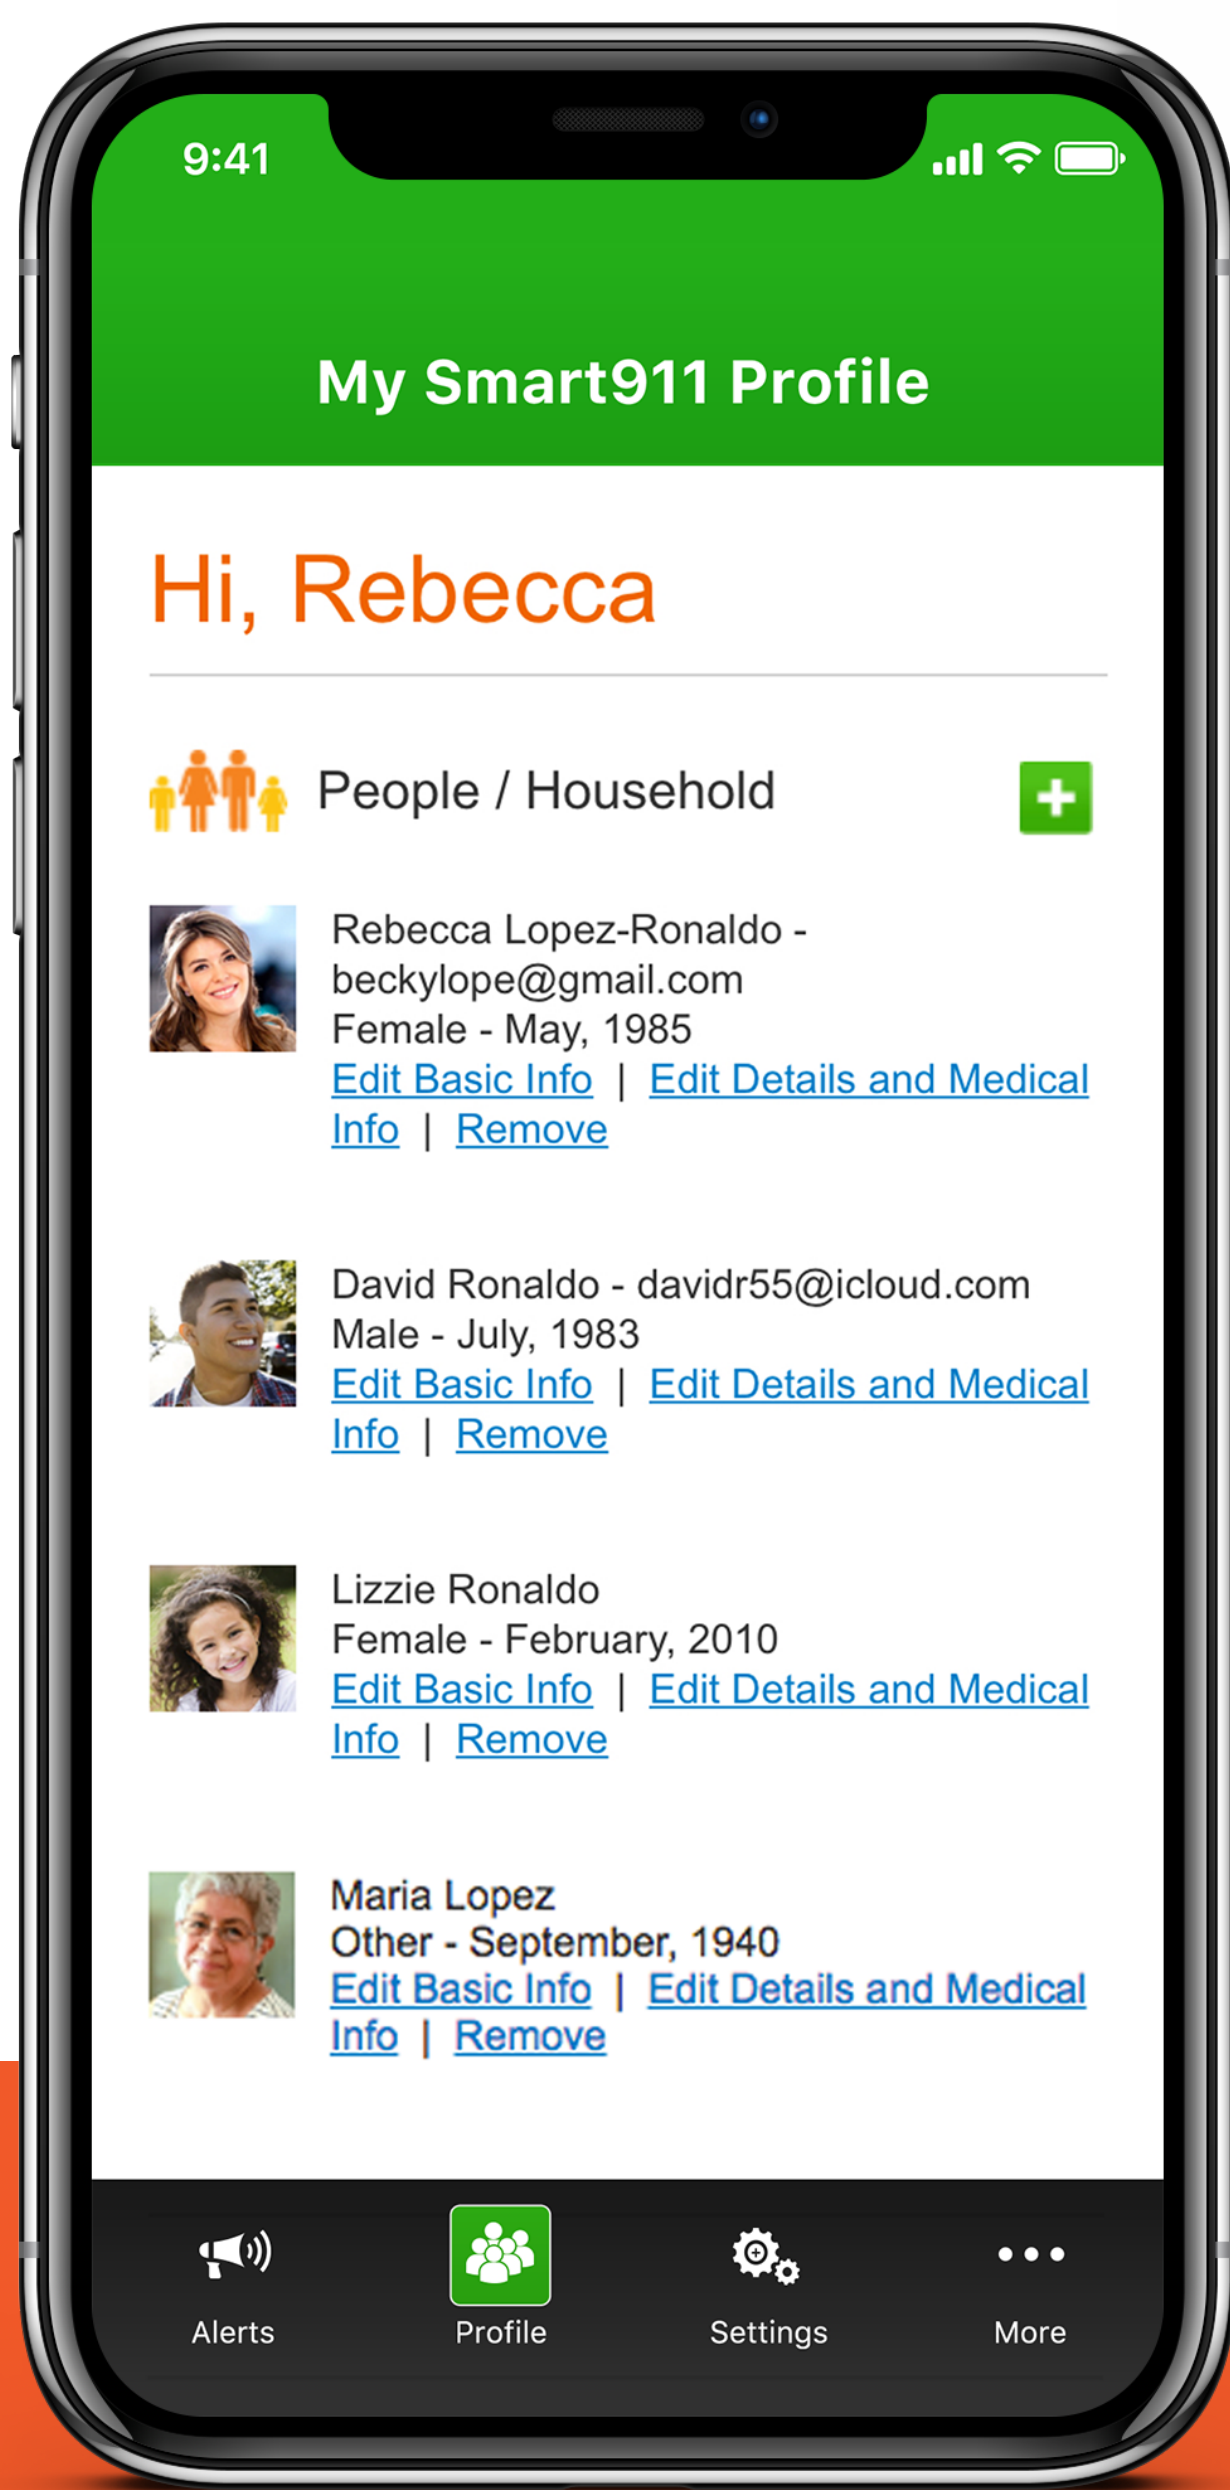 9:41
My Smart911 Profile
Hi, Rebecca
People / Household
Rebecca Lopez-Ronaldo -
beckylope@gmail.com
Female - May, 1985
Edit Basic Info | Edit Details and Medical
Info | Remove
David Ronaldo - davidr55@icloud.com
Male - July, 1983
Edit Basic Info | Edit Details and Medical
Info | Remove
Lizzie Ronaldo
Female - February, 2010
Edit Basic Info | Edit Details and Medical
Info | Remove
Maria Lopez
Other - September, 1940
Edit Basic Info | Edit Details and Medical
Info | Remove
Alerts
Profile
Settings
More